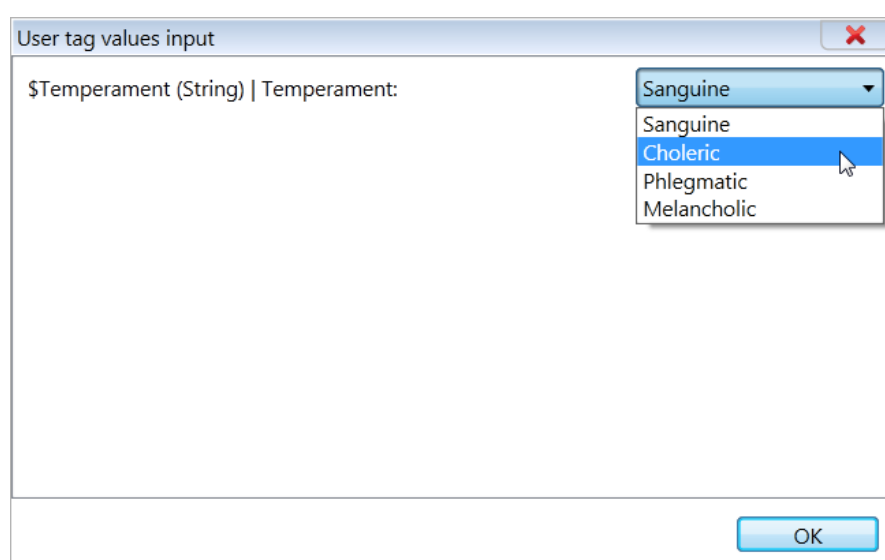 User tag values input
$Temperament (String) | Temperament:
Sanguine
Sanguine
Choleric
Phlegmatic
Melancholic
OK